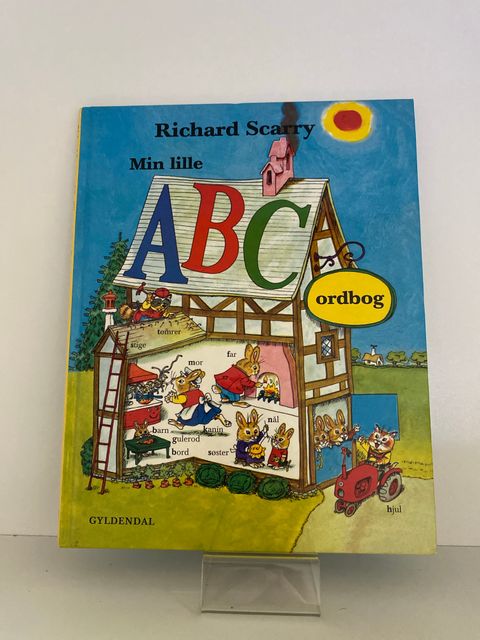 Richard Scarry
Min lille
ABC
ordbog
tømrer
stige
mor
far
barn
gulerod
kanin
nål
bord
søster
hjul
GYLDENDAL